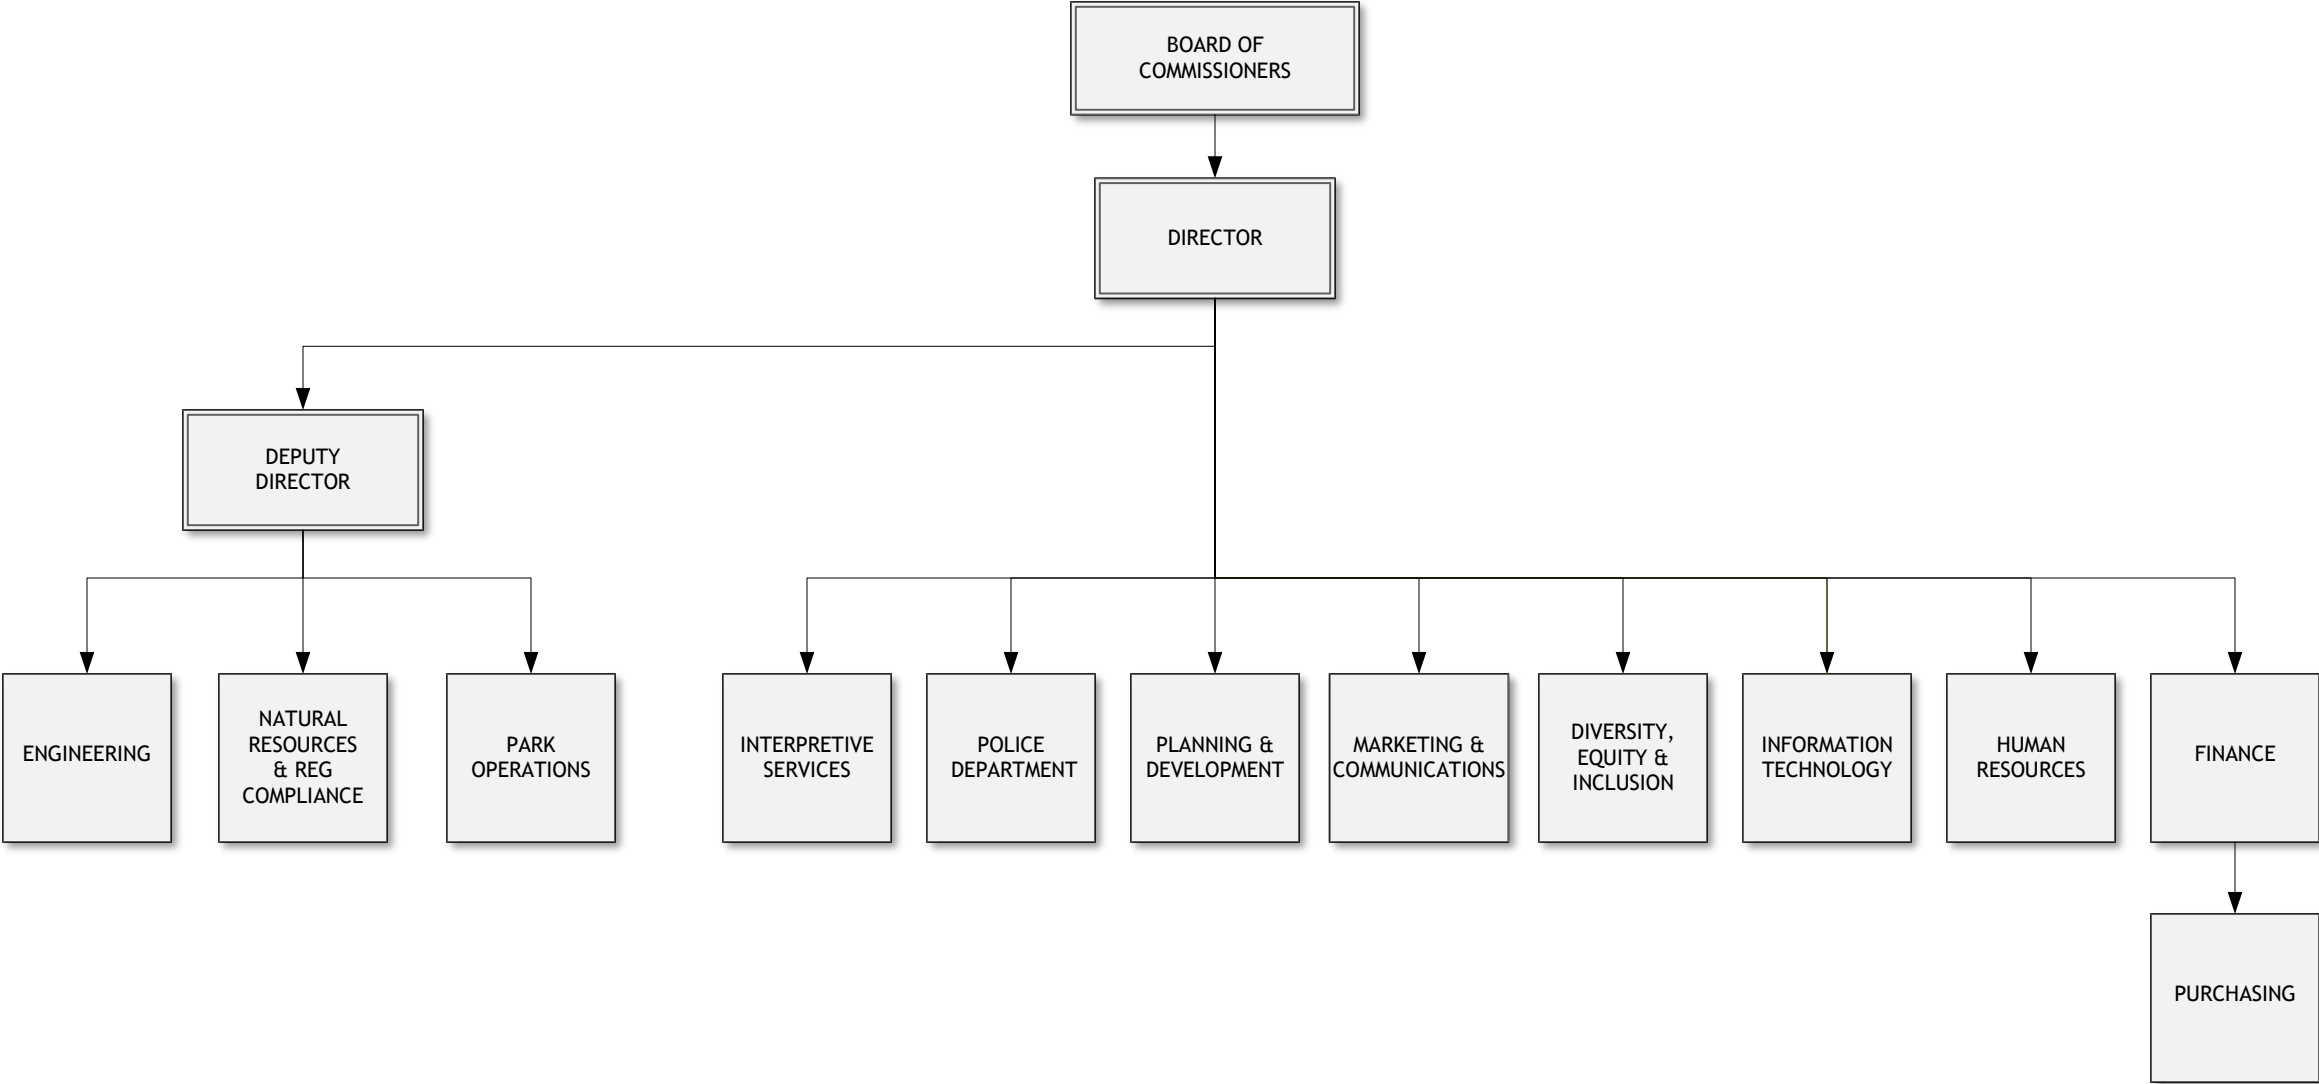 BOARD OF
COMMISSIONERS
DIRECTOR
DEPUTY
DIRECTOR
ENGINEERING
NATURAL
RESOURCES
& REG
COMPLIANCE
PARK
OPERATIONS
INTERPRETIVE
SERVICES
POLICE
DEPARTMENT
PLANNING &
DEVELOPMENT
MARKETING &
COMMUNICATIONS
DIVERSITY,
EQUITY &
INCLUSION
INFORMATION
TECHNOLOGY
HUMAN
RESOURCES
FINANCE
PURCHASING